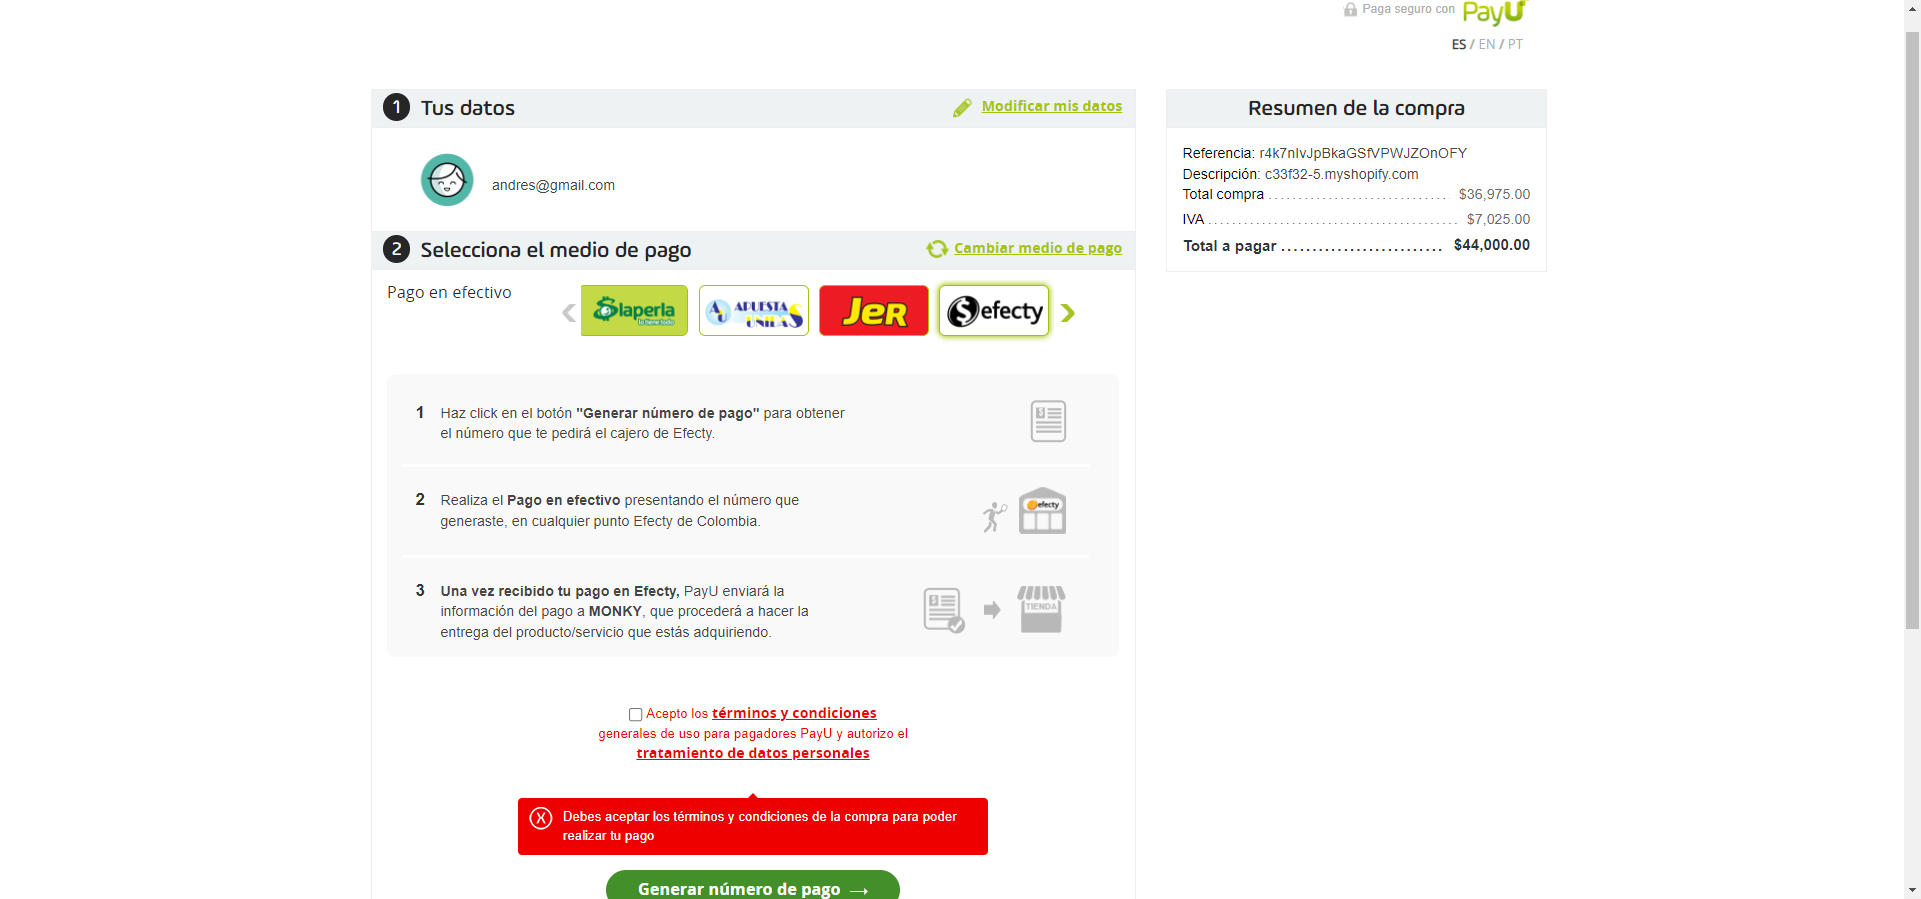 Paga seguro con PayU
ES / EN / PT
1 Tus datos
Modificar mis datos
andres@gmail.com
2 Selecciona el medio de pago
Cambiar medio de pago
Pago en efectivo
laperla
lo tiene todo
AU APUESTAS UNIDAS
JER
$efecty
1 Haz click en el botón "Generar número de pago" para obtener
el número que te pedirá el cajero de Efecty.
2 Realiza el Pago en efectivo presentando el número que
generaste, en cualquier punto Efecty de Colombia.
efecty
3 Una vez recibido tu pago en Efecty, PayU enviará la
información del pago a MONKY, que procederá a hacer la
entrega del producto/servicio que estás adquiriendo.
TIENDA
Acepto los términos y condiciones
generales de uso para pagadores PayU y autorizo el
tratamiento de datos personales
Debes aceptar los términos y condiciones de la compra para poder
realizar tu pago
Generar número de pago →
Resumen de la compra
Referencia: r4k7nIvJpBkaGSfVPWJZOnOFY
Descripción: c33f32-5.myshopify.com
Total compra $36,975.00
IVA $7,025.00
Total a pagar $44,000.00